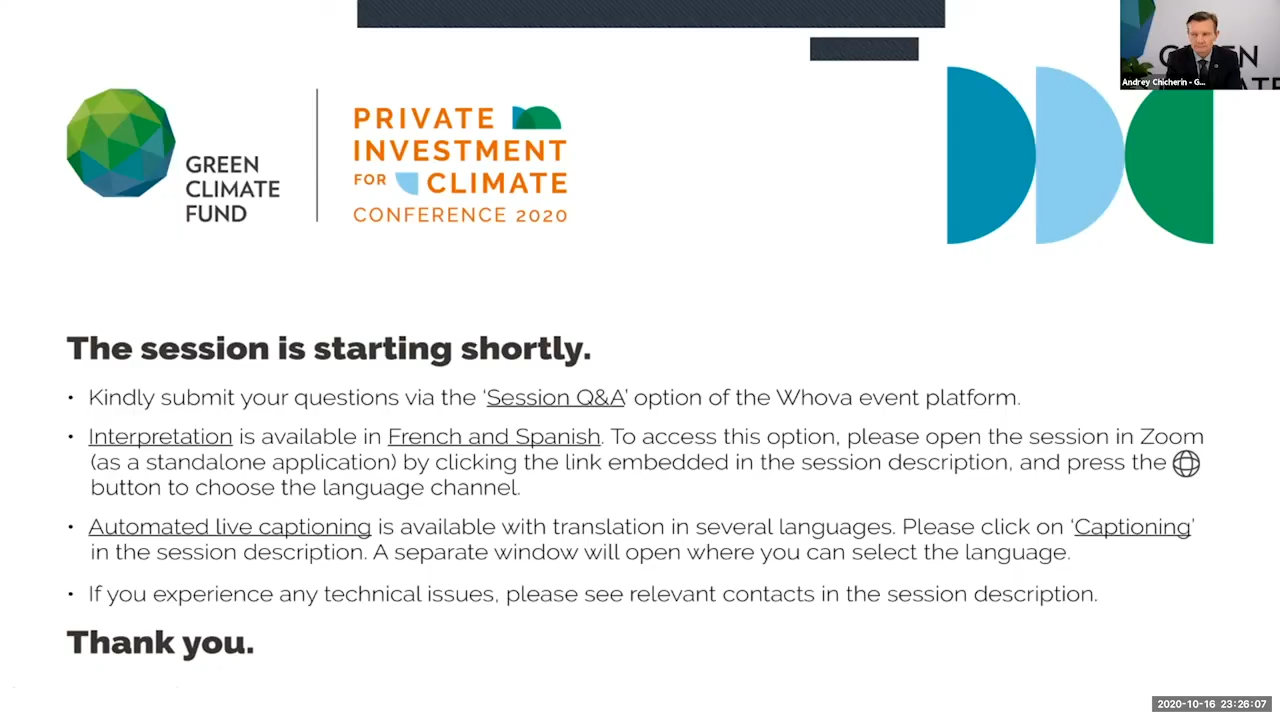 GREEN
CLIMATE
FUND
PRIVATE
INVESTMENT
FOR CLIMATE
CONFERENCE 2020
Andrey Chicherin - G...
The session is starting shortly.
• Kindly submit your questions via the ‘Session Q&A’ option of the Whova event platform.
• Interpretation is available in French and Spanish. To access this option, please open the session in Zoom
(as a standalone application) by clicking the link embedded in the session description, and press the
button to choose the language channel.
• Automated live captioning is available with translation in several languages. Please click on ‘Captioning’
in the session description. A separate window will open where you can select the language.
• If you experience any technical issues, please see relevant contacts in the session description.
Thank you.
2020-10-16 23:26:07